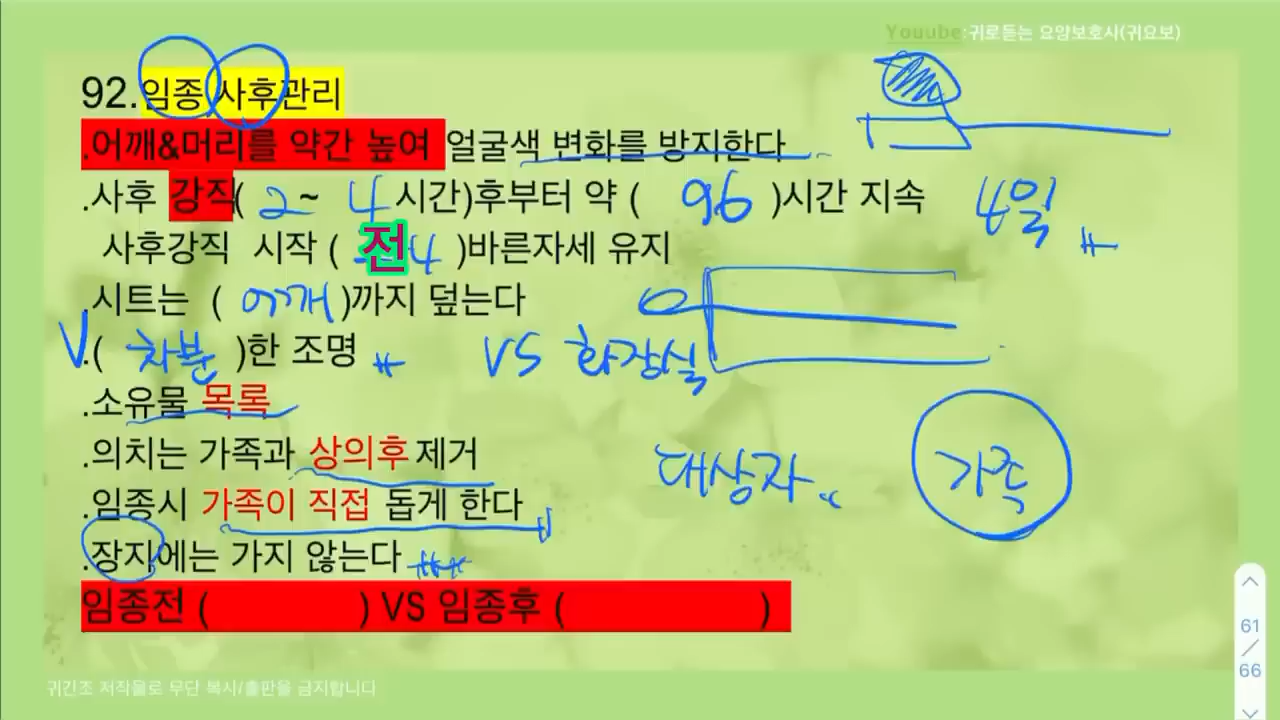 Youube:귀로듣는 요양보호시(귀요보)
92.임종 사후관리
.어깨&머리를 약간 높여 얼굴색 변화를 방지한다
.사후 강직( 2~ 4 시간)후부터 약 ( 96 )시간 지속 4일
사후강직 시작 ( 전 4 )바른자세 유지
.시트는 ( 어깨 )까지 덮는다
V.( 차분 )한 조명 VS 화장실
.소유물 목록
.의치는 가족과 상의후 제거 대상자 가족
.임종시 가족이 직접 돕게 한다
.장지에는 가지 않는다
임종전 ( ) VS 임종후 ( )
61
/
66
귀긴조 저작물로 무단 복시/출판을 금지합니다